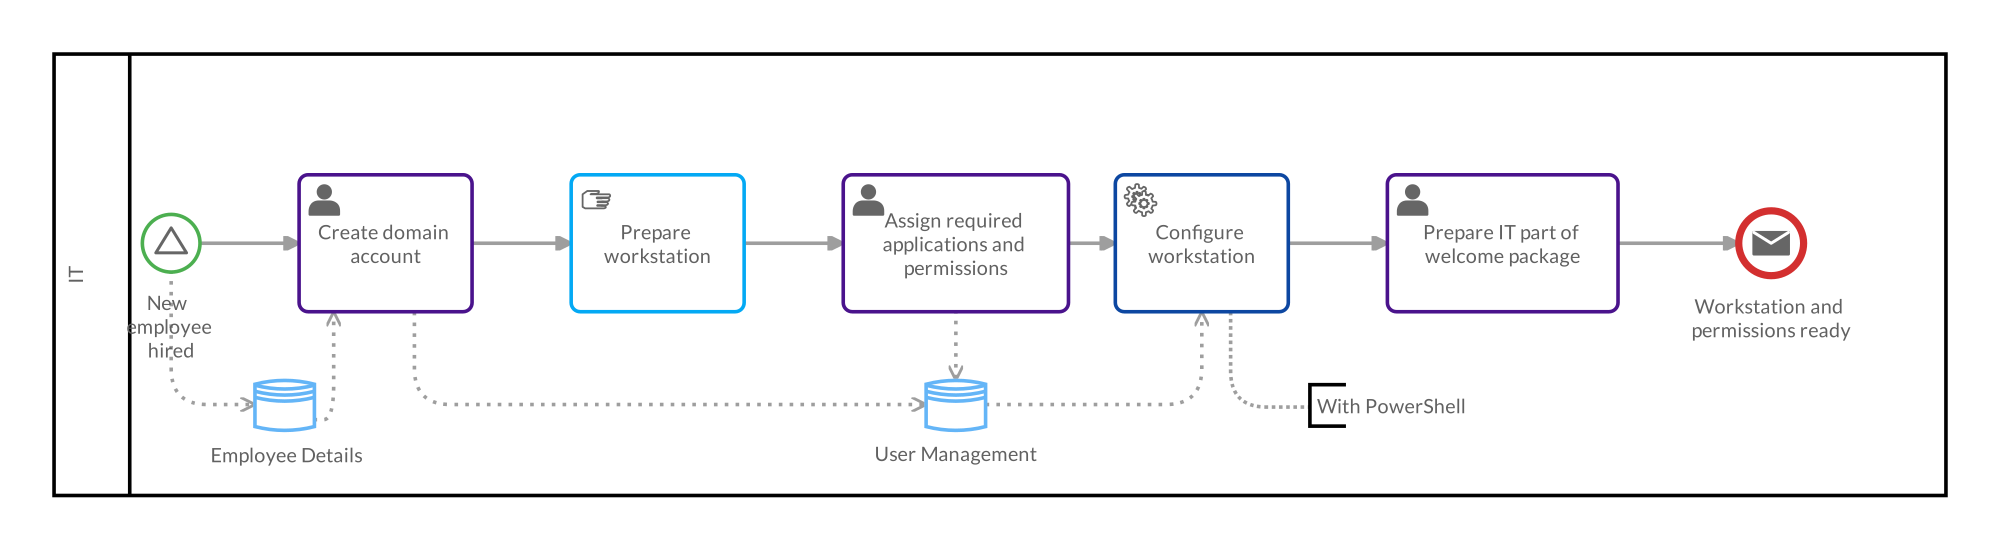 IT
New
employee
hired
Create domain
account
Prepare
workstation
Assign required
applications and
permissions
Configure
workstation
Prepare IT part of
welcome package
Workstation and
permissions ready
Employee Details
User Management
With PowerShell